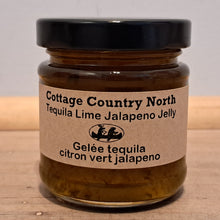 Cottage Country North
Tequila Lime Jalapeno Jelly
Gelée tequila
citron vert jalapeno